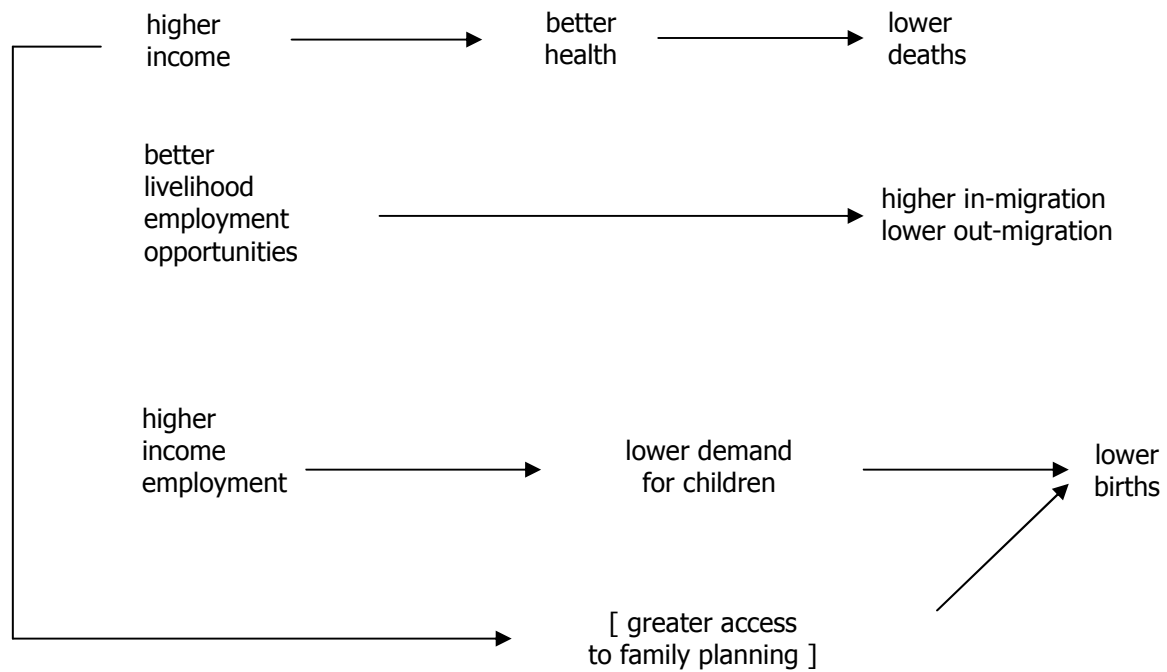 higher
income
better
health
lower
deaths
better
livelihood
employment
opportunities
higher in-migration
lower out-migration
higher
income
employment
lower demand
for children
lower
births
[ greater access
to family planning ]